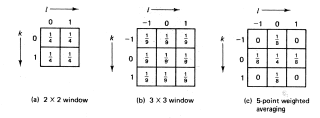 l l l
0 1 -1 0 1 -1 0 1
k k k
0 1/4 1/4 -1 1/9 1/9 1/9 -1 0 1/8 0
1 1/4 1/4 0 1/9 1/9 1/9 0 1/8 1/4 1/8
1 1/9 1/9 1/9 1 0 1/8 0
(a) 2 × 2 window (b) 3 × 3 window (c) 5-point weighted
averaging